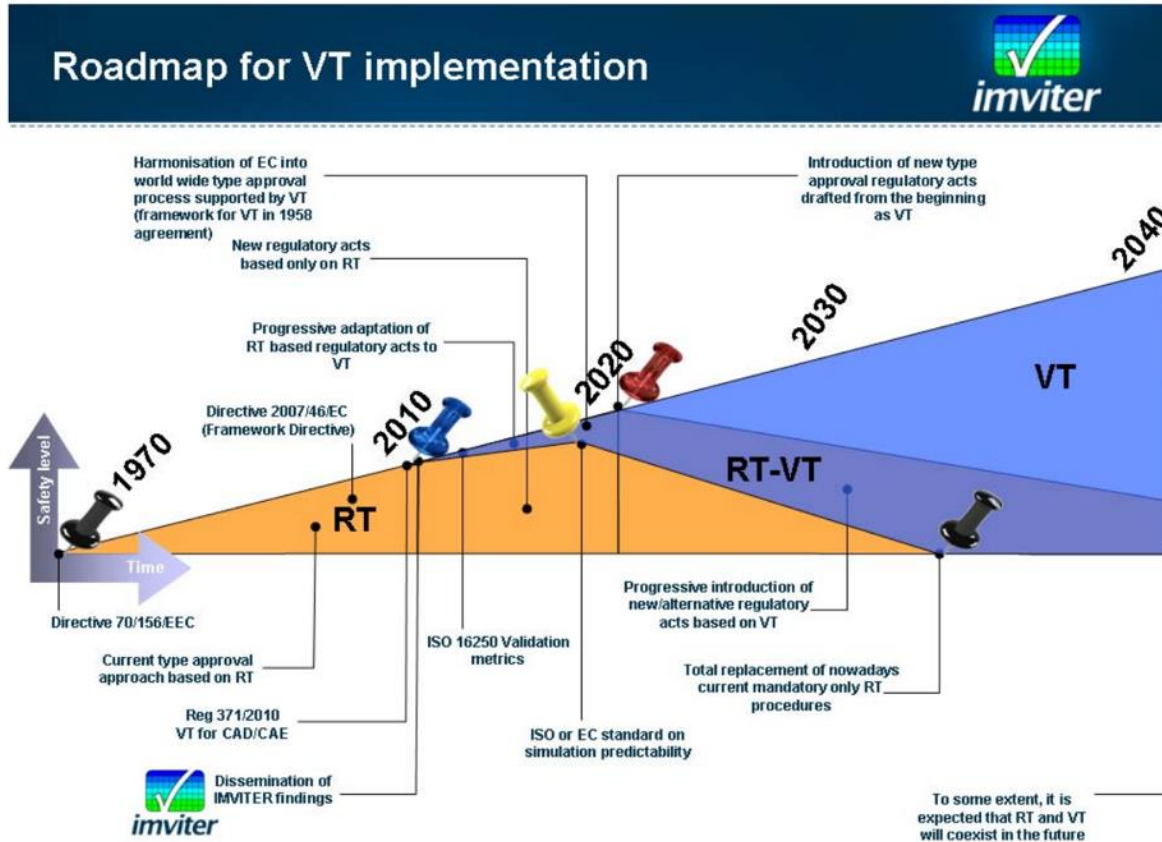 Roadmap for VT implementation
imviter
Harmonisation of EC into
world wide type approval
process supported by VT
(framework for VT in 1958
agreement)
New regulatory acts
based only on RT
Progressive adaptation of
RT based regulatory acts to
VT
Directive 2007/46/EC
(Framework Directive)
Introduction of new type
approval regulatory acts
drafted from the beginning
as VT
1970
2010
2020
2030
2040
Safety level
Time
RT
RT-VT
VT
Directive 70/156/EEC
Current type approval
approach based on RT
Reg 371/2010
VT for CAD/CAE
Dissemination of
IMVITER findings
imviter
ISO 16250 Validation
metrics
ISO or EC standard on
simulation predictability
Progressive introduction of
new/alternative regulatory
acts based on VT
Total replacement of nowadays
current mandatory only RT
procedures
To some extent, it is
expected that RT and VT
will coexist in the future